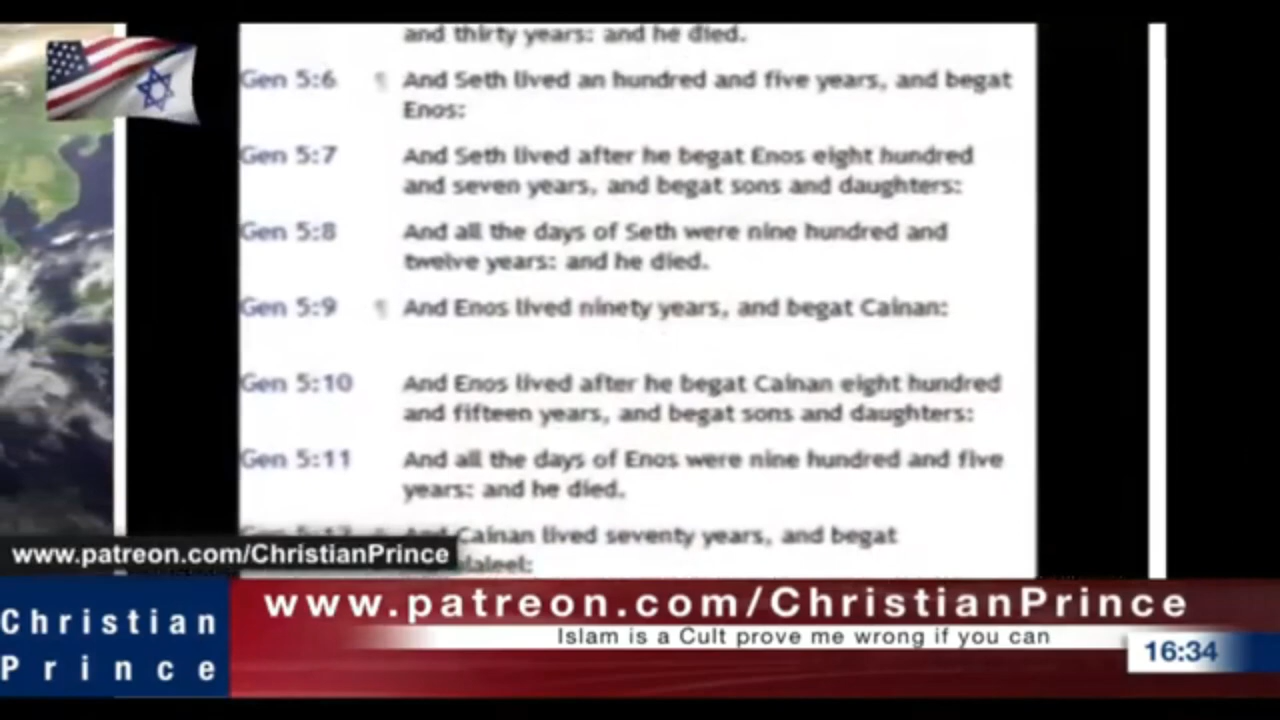 and thirty years: and he died.
Gen 5:6 ¶ And Seth lived an hundred and five years, and begat
Enos:
Gen 5:7 And Seth lived after he begat Enos eight hundred
and seven years, and begat sons and daughters:
Gen 5:8 And all the days of Seth were nine hundred and
twelve years: and he died.
Gen 5:9 ¶ And Enos lived ninety years, and begat Cainan:
Gen 5:10 And Enos lived after he begat Cainan eight hundred
and fifteen years, and begat sons and daughters:
Gen 5:11 And all the days of Enos were nine hundred and five
years: and he died.
And Cainan lived seventy years, and begat
www.patreon.com/ChristianPrince
www.patreon.com/ChristianPrince
Christian
Prince
Islam is a Cult prove me wrong if you can
16:34